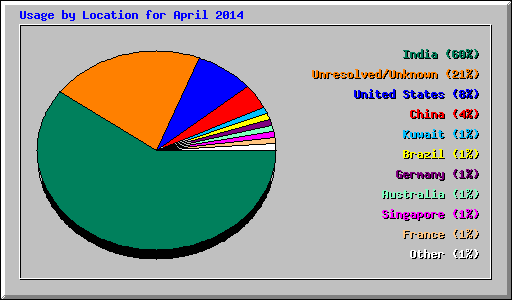 Usage by Location for April 2014
India (60%)
Unresolved/Unknown (21%)
United States (8%)
China (4%)
Kuwait (1%)
Brazil (1%)
Germany (1%)
Australia (1%)
Singapore (1%)
France (1%)
Other (1%)